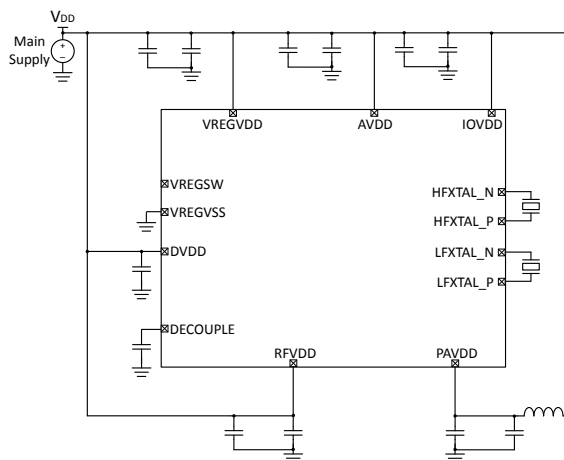 VDD
Main
Supply
+
–
VREGVDD
AVDD
IOVDD
VREGSW
HFXTAL_N
VREGVSS
HFXTAL_P
DVDD
LFXTAL_N
LFXTAL_P
DECOUPLE
RFVDD
PAVDD